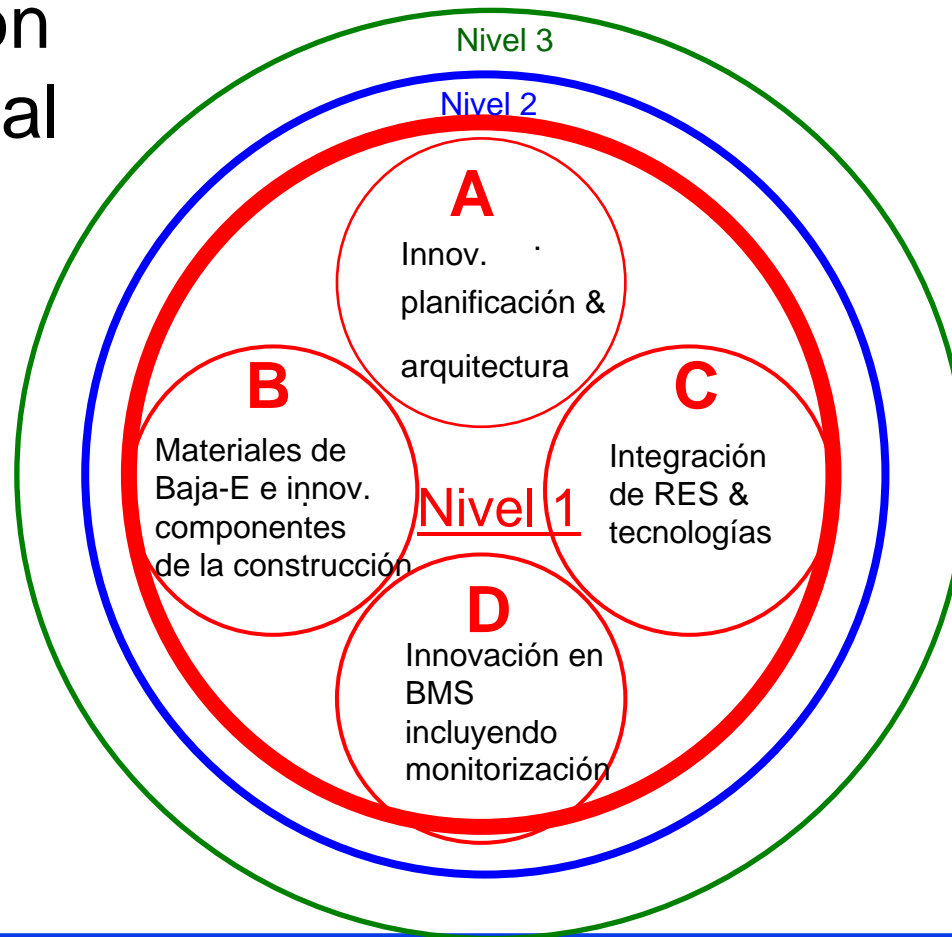 ón
al
Nivel 3
Nivel 2
A
Innov.
planificación &
arquitectura
B
Materiales de
Baja-E e innov.
componentes
de la construcción
Nivel 1
C
Integración
de RES &
tecnologías
D
Innovación en
BMS
incluyendo
monitorización